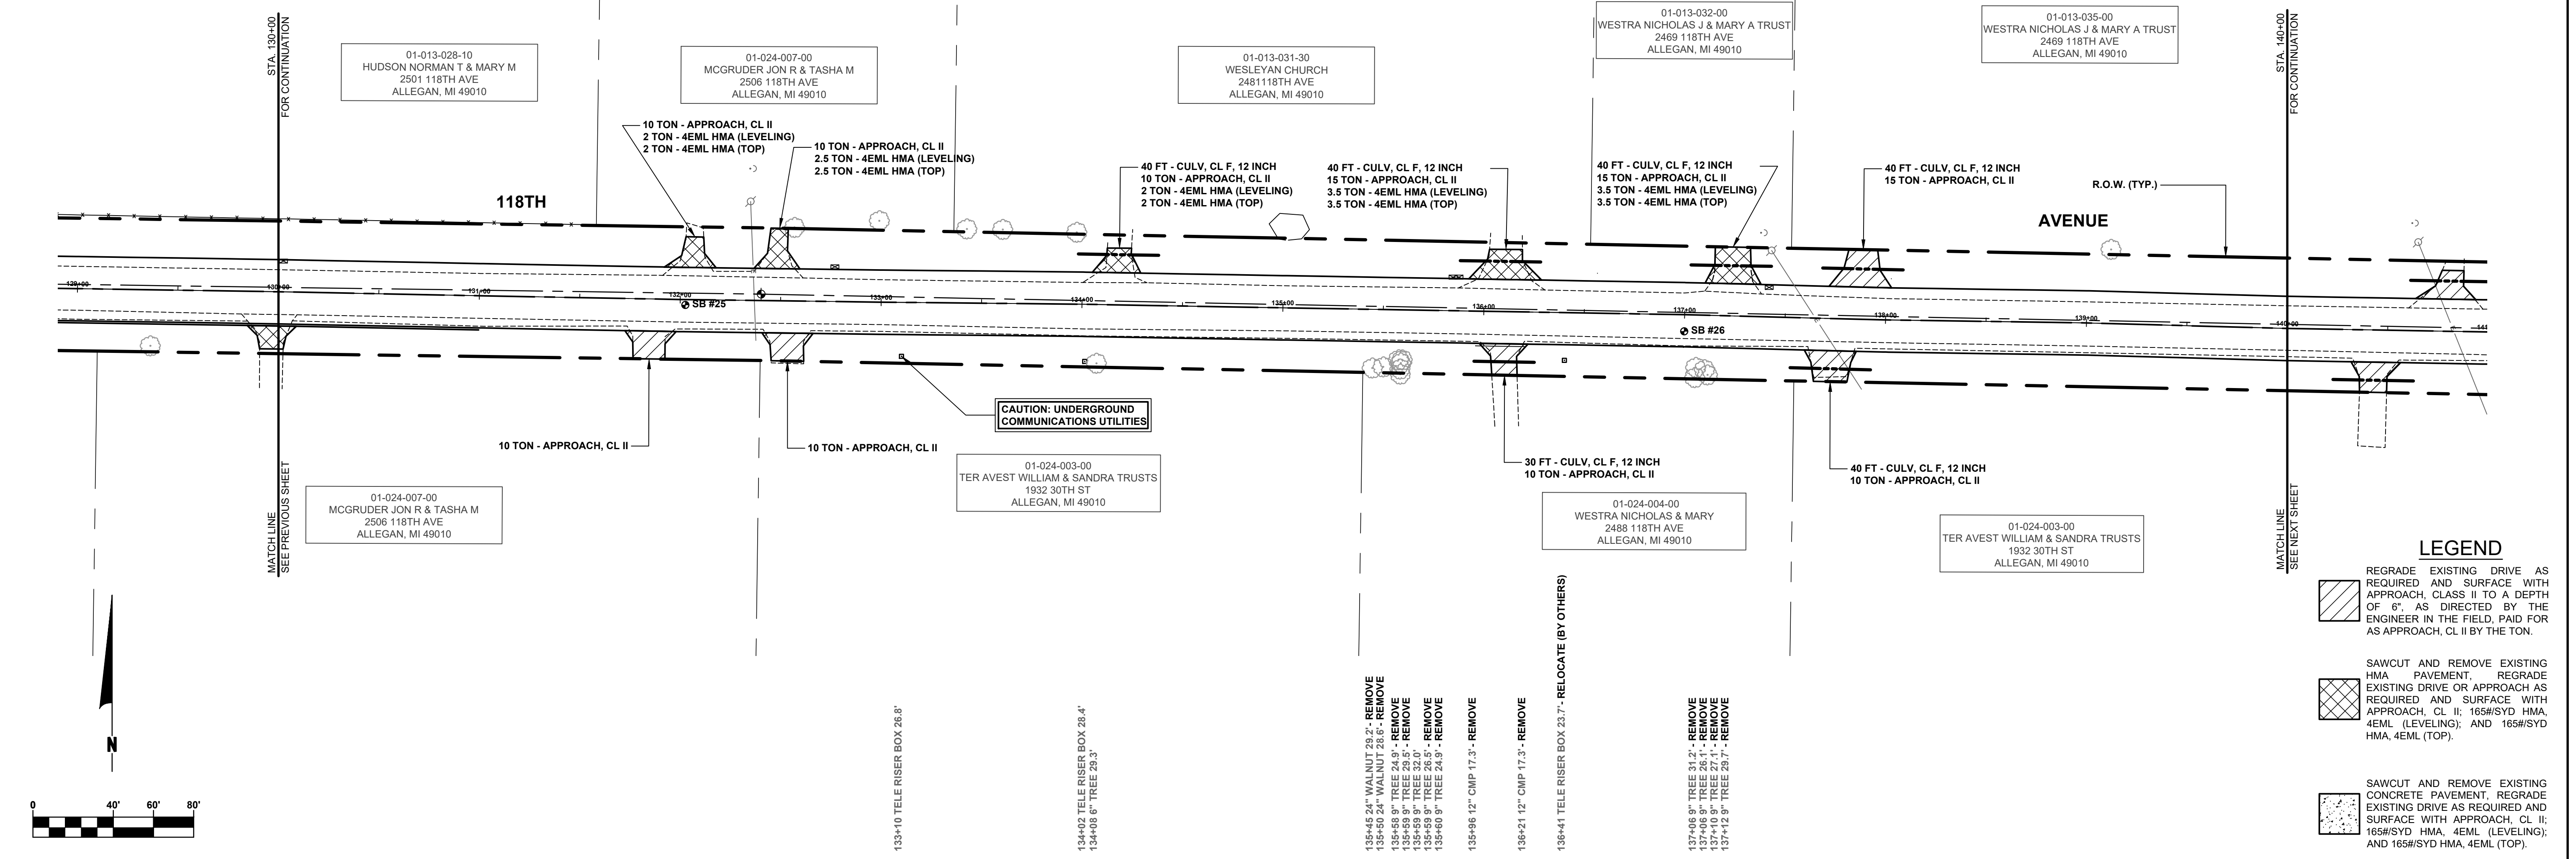 STA. 130+00
FOR CONTINUATION
01-013-028-10
HUDSON NORMAN T & MARY M
2501 118TH AVE
ALLEGAN, MI 49010
01-024-007-00
MCGRUDER JON R & TASHA M
2506 118TH AVE
ALLEGAN, MI 49010
01-013-031-30
WESLEYAN CHURCH
2481118TH AVE
ALLEGAN, MI 49010
01-013-032-00
WESTRA NICHOLAS J & MARY A TRUST
2469 118TH AVE
ALLEGAN, MI 49010
01-013-035-00
WESTRA NICHOLAS J & MARY A TRUST
2469 118TH AVE
ALLEGAN, MI 49010
STA. 140+00
FOR CONTINUATION
10 TON - APPROACH, CL II
2 TON - 4EML HMA (LEVELING)
2 TON - 4EML HMA (TOP)
10 TON - APPROACH, CL II
2.5 TON - 4EML HMA (LEVELING)
2.5 TON - 4EML HMA (TOP)
40 FT - CULV, CL F, 12 INCH
10 TON - APPROACH, CL II
2 TON - 4EML HMA (LEVELING)
2 TON - 4EML HMA (TOP)
40 FT - CULV, CL F, 12 INCH
15 TON - APPROACH, CL II
3.5 TON - 4EML HMA (LEVELING)
3.5 TON - 4EML HMA (TOP)
40 FT - CULV, CL F, 12 INCH
15 TON - APPROACH, CL II
3.5 TON - 4EML HMA (LEVELING)
3.5 TON - 4EML HMA (TOP)
40 FT - CULV, CL F, 12 INCH
15 TON - APPROACH, CL II
R.O.W. (TYP.)
118TH
AVENUE
129+00
130+00
131+00
132+00
133+00
134+00
135+00
136+00
137+00
138+00
139+00
140+00
141
SB #25
SB #26
CAUTION: UNDERGROUND
COMMUNICATIONS UTILITIES
10 TON - APPROACH, CL II
10 TON - APPROACH, CL II
30 FT - CULV, CL F, 12 INCH
10 TON - APPROACH, CL II
40 FT - CULV, CL F, 12 INCH
10 TON - APPROACH, CL II
MATCH LINE
SEE PREVIOUS SHEET
01-024-007-00
MCGRUDER JON R & TASHA M
2506 118TH AVE
ALLEGAN, MI 49010
01-024-003-00
TER AVEST WILLIAM & SANDRA TRUSTS
1932 30TH ST
ALLEGAN, MI 49010
01-024-004-00
WESTRA NICHOLAS & MARY
2488 118TH AVE
ALLEGAN, MI 49010
01-024-003-00
TER AVEST WILLIAM & SANDRA TRUSTS
1932 30TH ST
ALLEGAN, MI 49010
MATCH LINE
SEE NEXT SHEET
133+10 TELE RISER BOX 26.8'
134+02 TELE RISER BOX 28.4'
134+08 6" TREE 29.3'
135+45 24" WALNUT 29.2' - REMOVE
135+50 24" WALNUT 28.6' - REMOVE
135+58 9" TREE 24.9' - REMOVE
135+59 9" TREE 29.5' - REMOVE
135+59 9" TREE 32.0'
135+59 9" TREE 26.5' - REMOVE
135+60 9" TREE 24.9' - REMOVE
135+96 12" CMP 17.3' - REMOVE
136+21 12" CMP 17.3' - REMOVE
136+41 TELE RISER BOX 23.7' - RELOCATE (BY OTHERS)
137+06 9" TREE 31.2' - REMOVE
137+06 9" TREE 26.1' - REMOVE
137+10 9" TREE 27.1' - REMOVE
137+12 9" TREE 29.7' - REMOVE
N
0 40' 60' 80'
LEGEND
REGRADE EXISTING DRIVE AS
REQUIRED AND SURFACE WITH
APPROACH, CLASS II TO A DEPTH
OF 6", AS DIRECTED BY THE
ENGINEER IN THE FIELD, PAID FOR
AS APPROACH, CL II BY THE TON.
SAWCUT AND REMOVE EXISTING
HMA PAVEMENT, REGRADE
EXISTING DRIVE OR APPROACH AS
REQUIRED AND SURFACE WITH
APPROACH, CL II; 165#/SYD HMA,
4EML (LEVELING); AND 165#/SYD
HMA, 4EML (TOP).
SAWCUT AND REMOVE EXISTING
CONCRETE PAVEMENT, REGRADE
EXISTING DRIVE AS REQUIRED AND
SURFACE WITH APPROACH, CL II;
165#/SYD HMA, 4EML (LEVELING);
AND 165#/SYD HMA, 4EML (TOP).